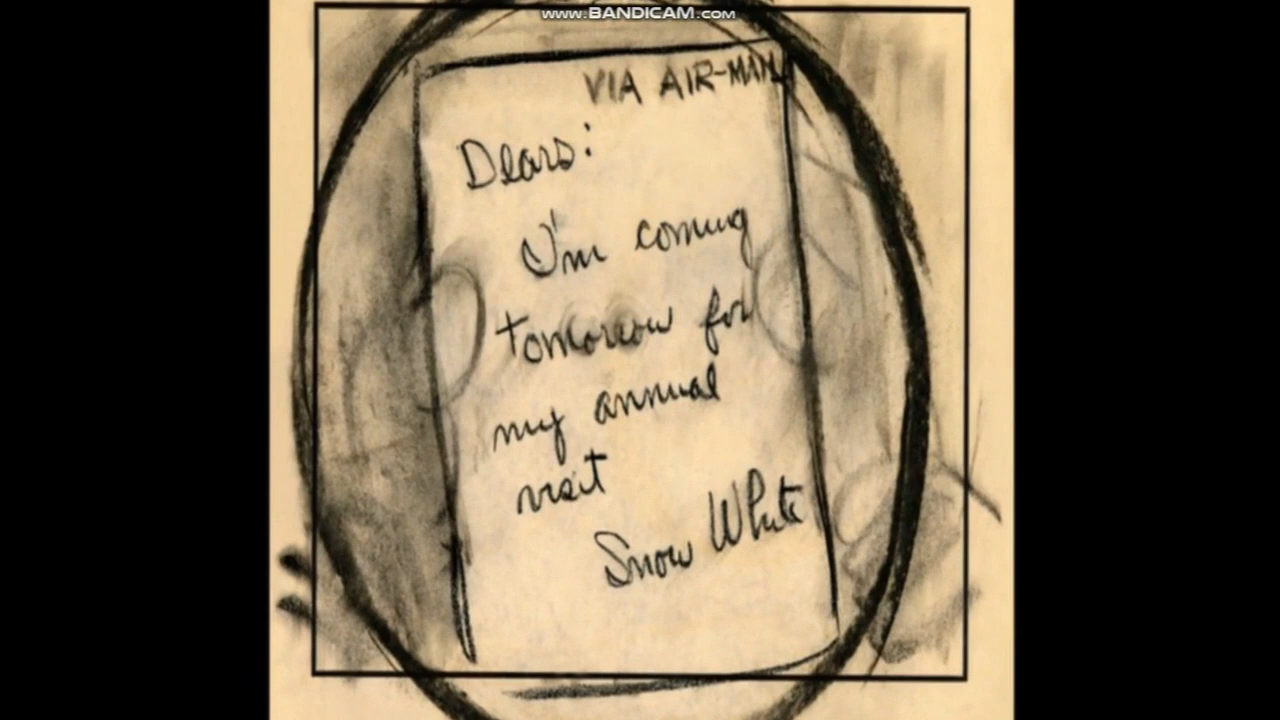 www.BANDICAM.com
VIA AIR-MAIL
Dears:
I'm coming
tomorrow for
my annual
visit
Snow White